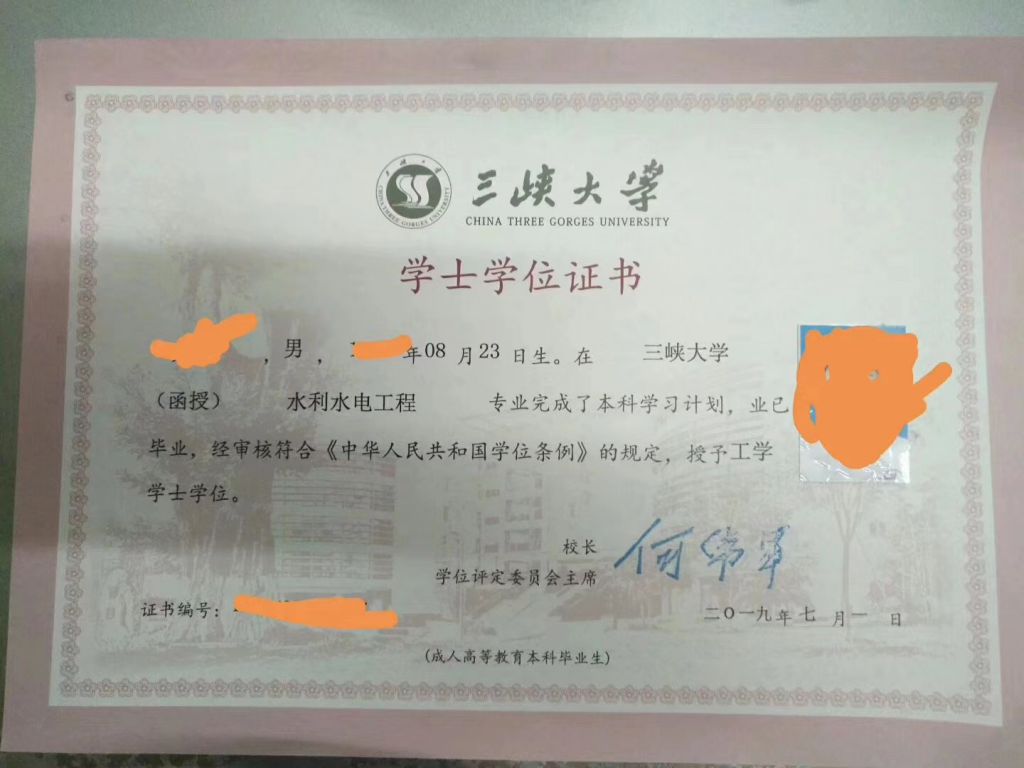 三峡大学
CHINA THREE GORGES UNIVERSITY
学士学位证书
，男，年08月23日生。在 三峡大学
（函授） 水利水电工程 专业完成了本科学习计划，业已
毕业，经审核符合《中华人民共和国学位条例》的规定，授予工学
学士学位。
校长
学位评定委员会主席
何伟军
证书编号：
二〇一九年七月一日
（成人高等教育本科毕业生）